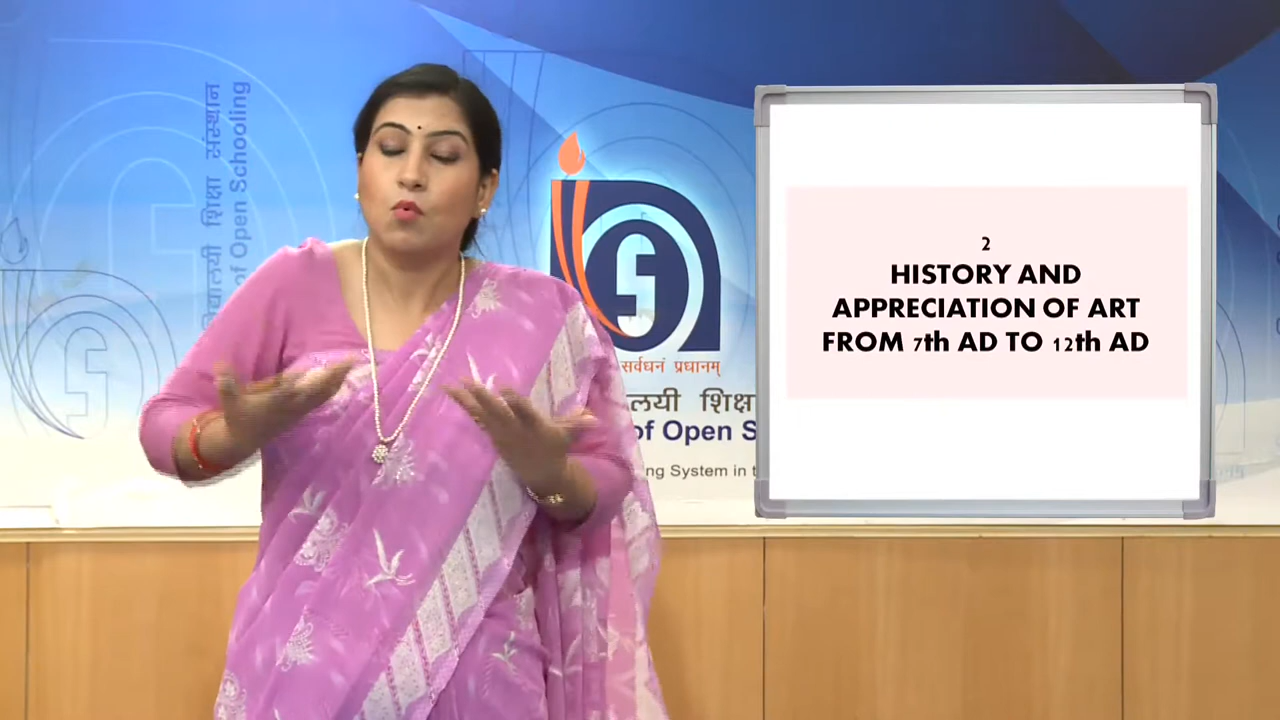 विद्यालयी शिक्षा संस्थान
of Open Schooling
सर्वधनं प्रधानम्
लयी शिक्ष
of Open S
ng System in t
2
HISTORY AND
APPRECIATION OF ART
FROM 7th AD TO 12th AD